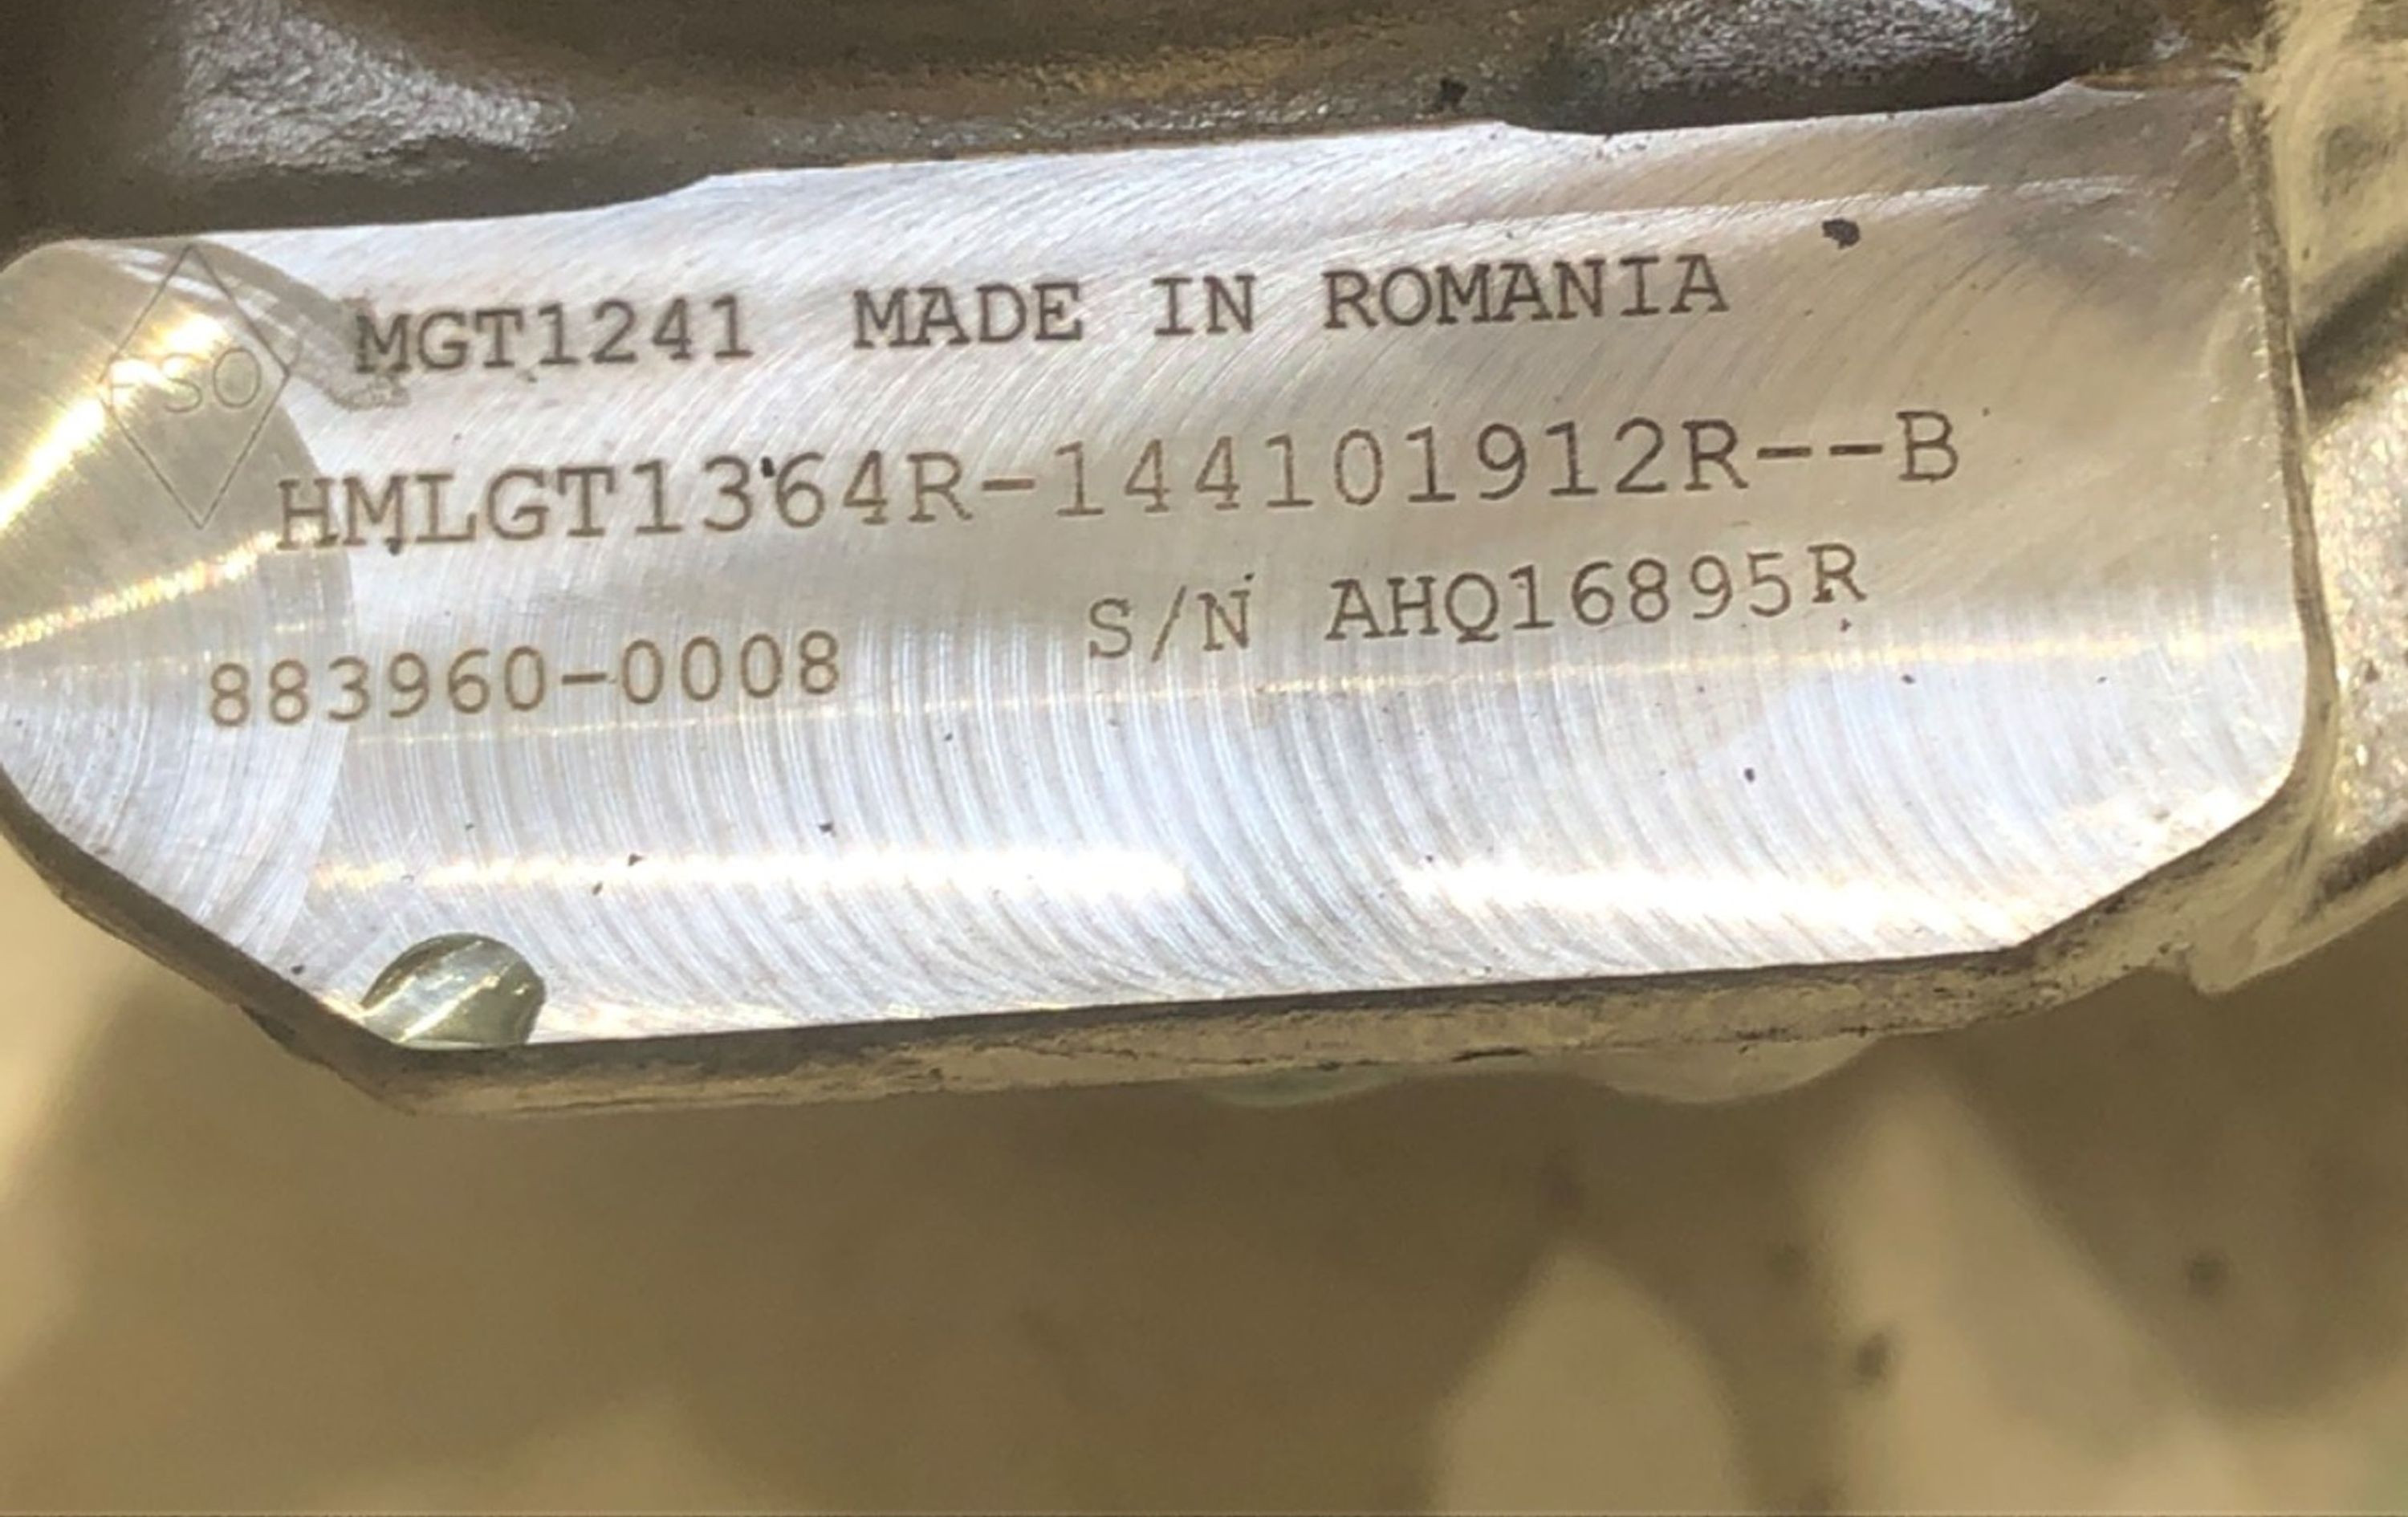 MGT1241 MADE IN ROMANIA
HMLGT1364R-144101912R--B
S/N AHQ16895R
883960-0008